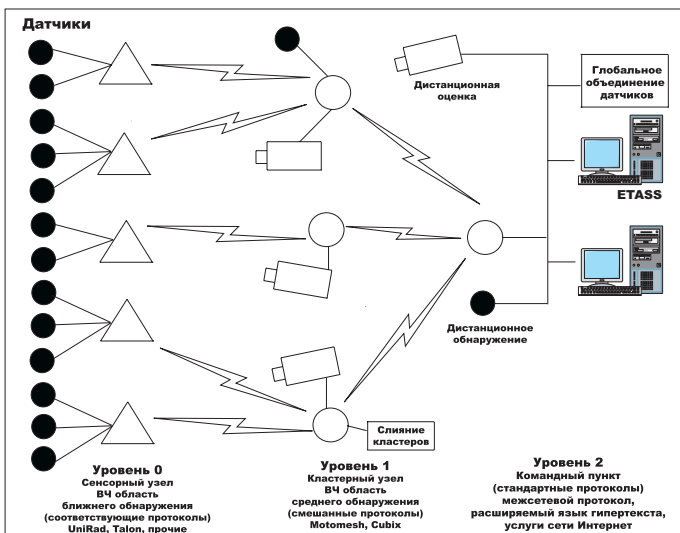 Датчики
Дистанционная
оценка
Глобальное
объединение
датчиков
ETASS
Дистанционное
обнаружение
Слияние
кластеров
Уровень 0
Сенсорный узел
ВЧ область
ближнего обнаружения
(соответствующие протоколы)
UniRad, Talon, прочие
Уровень 1
Кластерный узел
ВЧ область
среднего обнаружения
(смешанные протоколы)
Motomesh, Cubix
Уровень 2
Командный пункт
(стандартные протоколы)
межсетевой протокол,
расширяемый язык гипертекста,
услуги сети Интернет